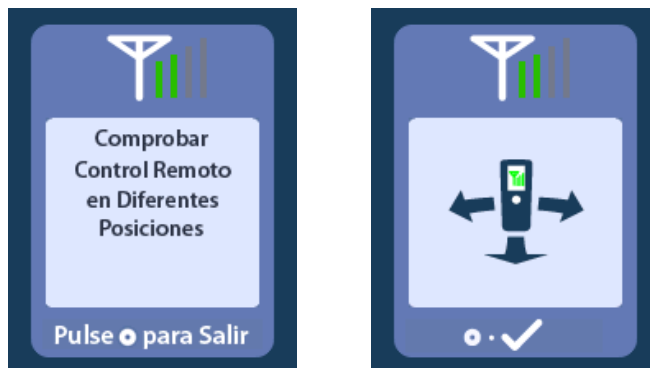 Comprobar
Control Remoto
en Diferentes
Posiciones
Pulse para Salir